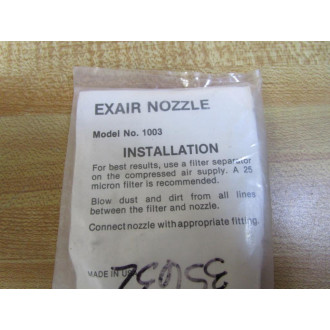 EXAIR NOZZLE
Model No. 1003
INSTALLATION
For best results, use a filter separator
on the compressed air supply. A 25
micron filter is recommended.
Blow dust and dirt from all lines
between the filter and nozzle.
Connect nozzle with appropriate fitting.
MADE IN